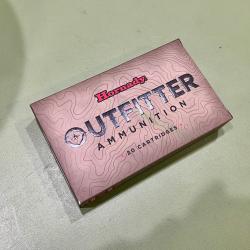 Hornady
OUTFITTER
AMMUNITION
20 CARTRIDGES